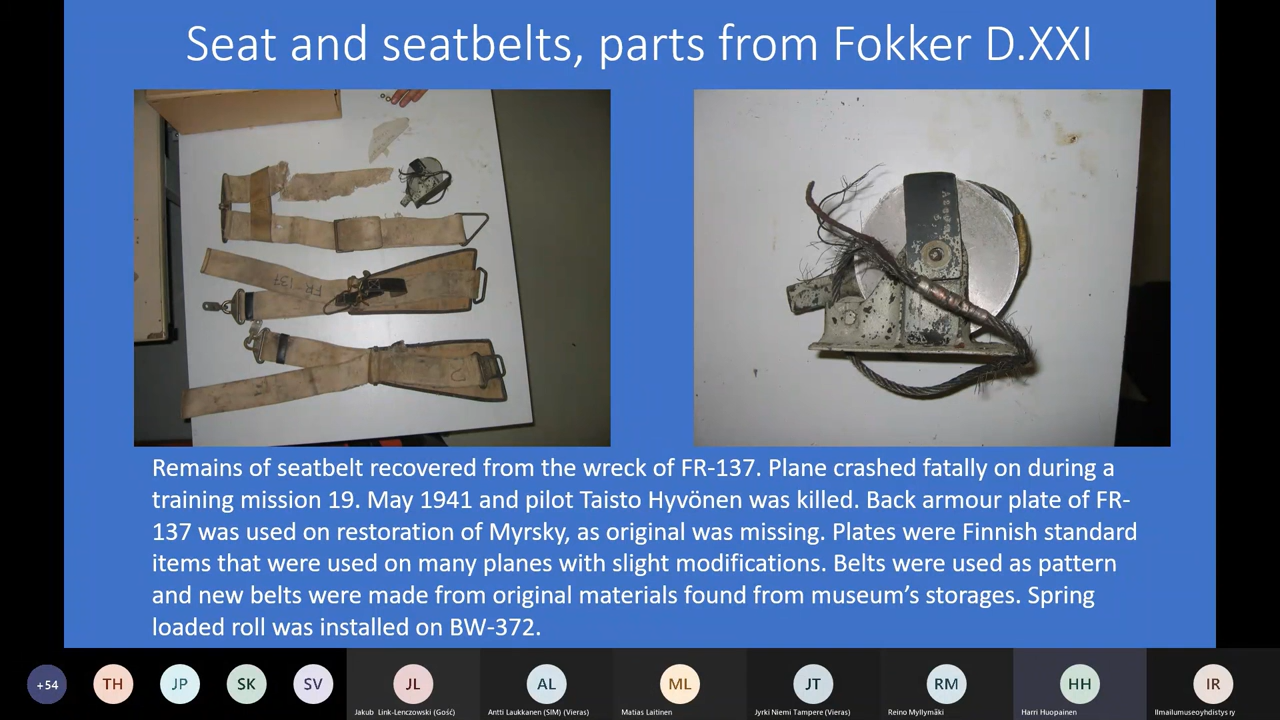 Seat and seatbelts, parts from Fokker D.XXI
FR-137
Remains of seatbelt recovered from the wreck of FR-137. Plane crashed fatally on during a
training mission 19. May 1941 and pilot Taisto Hyvönen was killed. Back armour plate of FR-
137 was used on restoration of Myrsky, as original was missing. Plates were Finnish standard
items that were used on many planes with slight modifications. Belts were used as pattern
and new belts were made from original materials found from museum’s storages. Spring
loaded roll was installed on BW-372.
+54 TH JP SK SV JL AL ML JT RM HH IR
Jakub Link-Lenczowski (Gość) Antti Laukkanen (SIM) (Vieras) Matias Laitinen Jyrki Niemi Tampere (Vieras) Reino Myllymäki Harri Huopainen Ilmailumuseoyhdistys ry